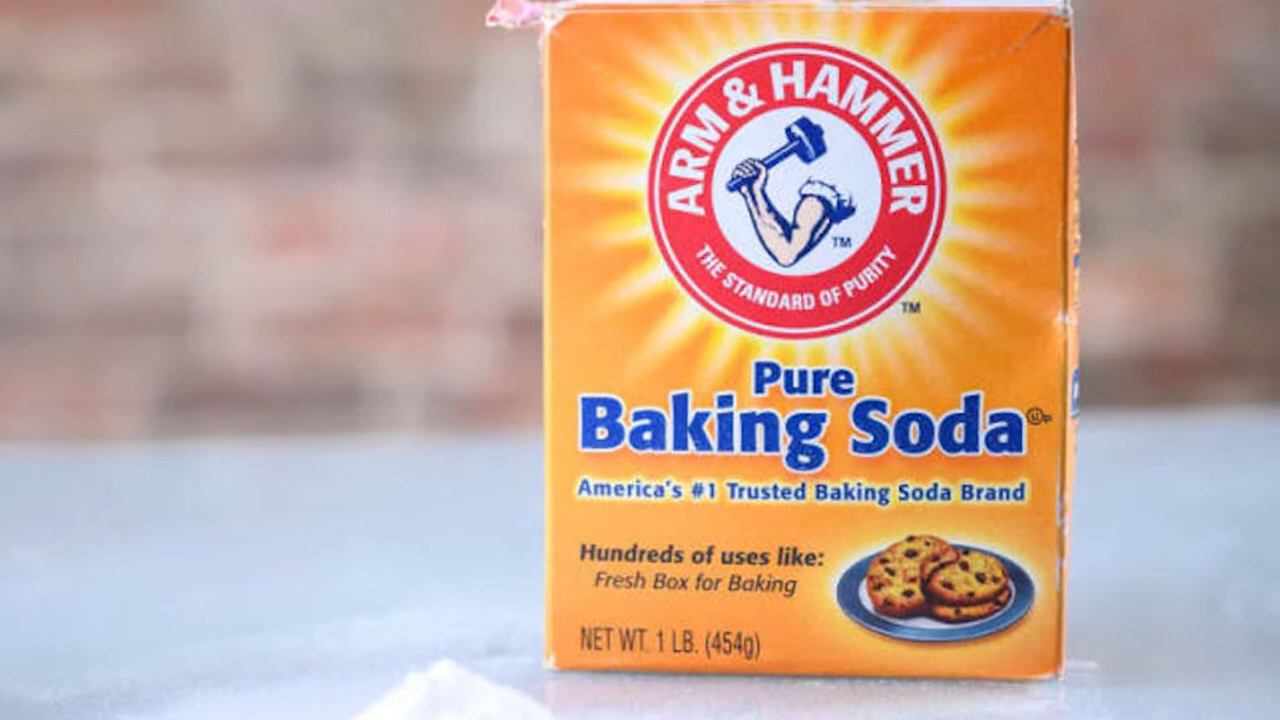 ARM & HAMMER
TM
THE STANDARD OF PURITY
TM
Pure
Baking Soda
America's #1 Trusted Baking Soda Brand
Hundreds of uses like:
Fresh Box for Baking
NET WT. 1 LB. (454g)